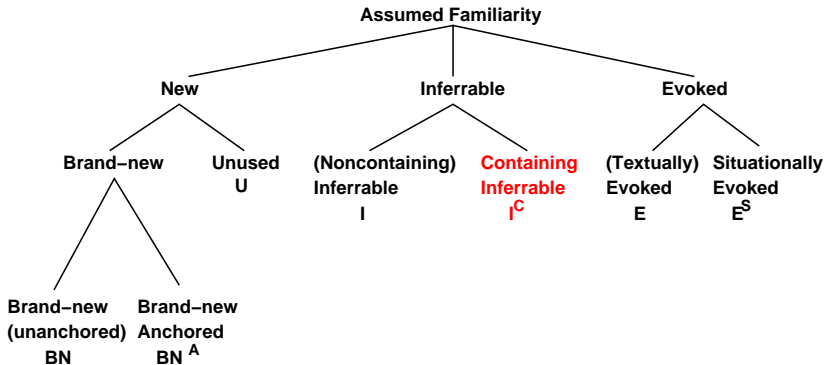 Assumed Familiarity
New Inferrable Evoked
Brand−new Unused (Noncontaining) Containing (Textually) Situationally
U Inferrable Inferrable Evoked Evoked
I I^C E E^S
Brand−new Brand−new
(unanchored) Anchored
BN BN^A